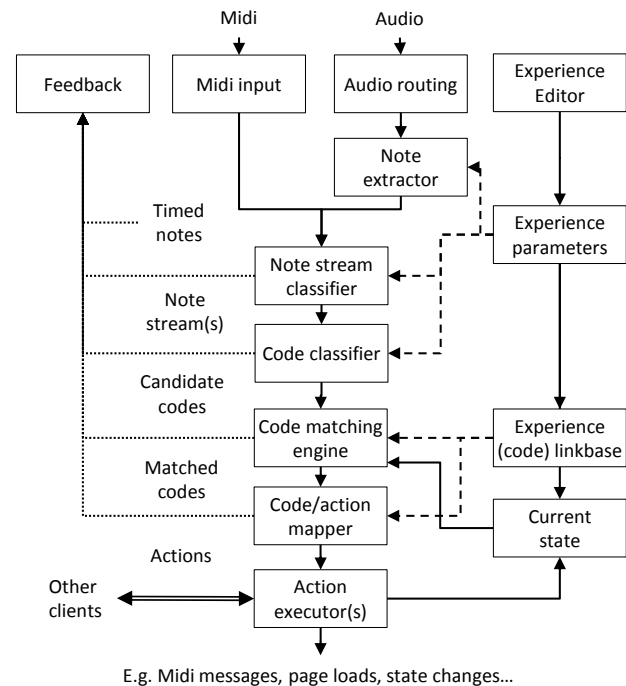 Midi
Audio
Feedback
Midi input
Audio routing
Experience
Editor
Note
extractor
Timed
notes
Experience
parameters
Note stream
classifier
Note
stream(s)
Code classifier
Candidate
codes
Code matching
engine
Experience
(code) linkbase
Matched
codes
Code/action
mapper
Current
state
Actions
Other
clients
Action
executor(s)
E.g. Midi messages, page loads, state changes...